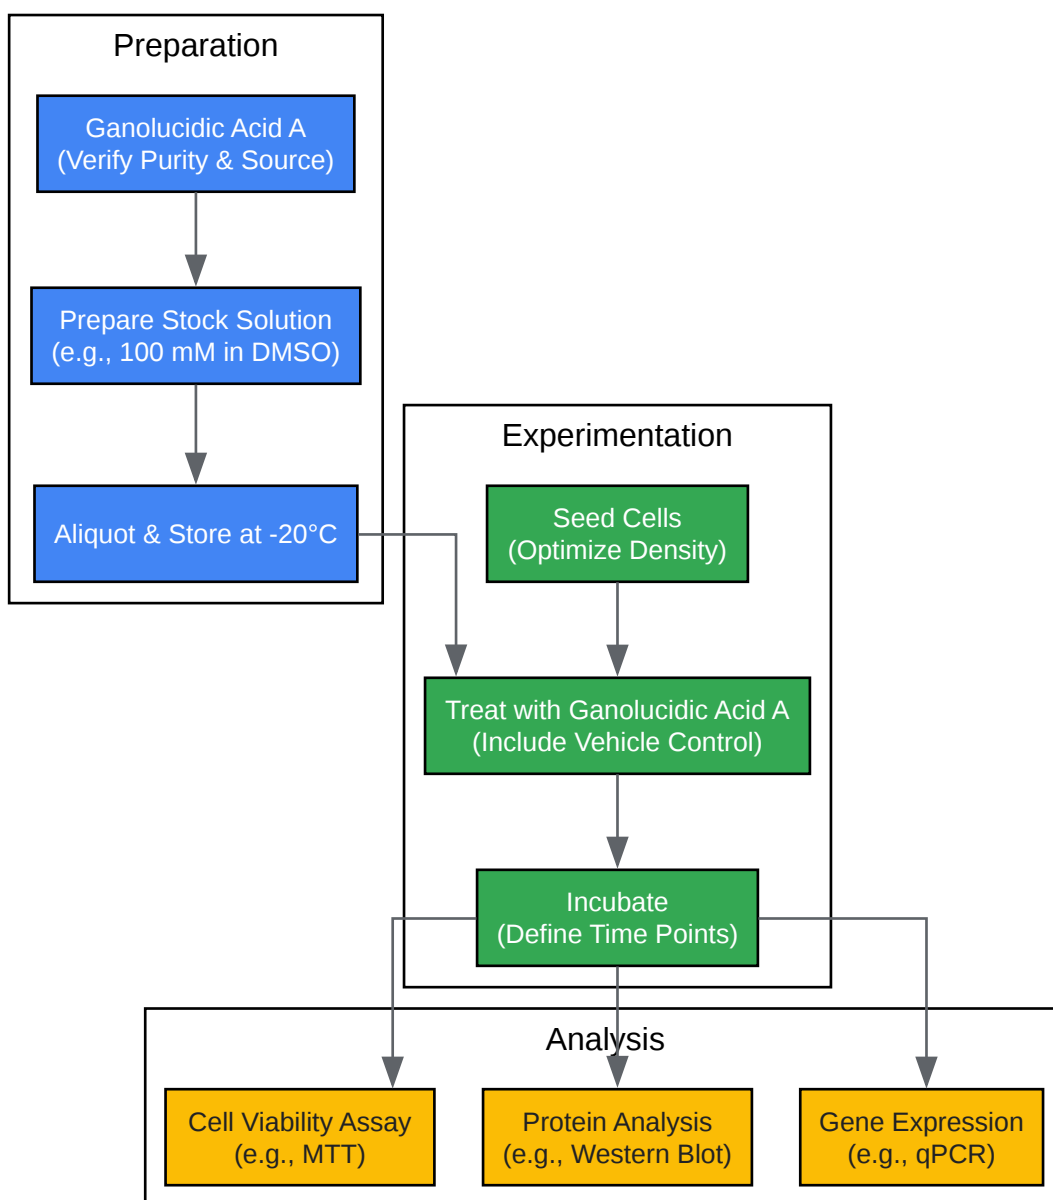 Preparation
Ganolucidic Acid A
(Verify Purity & Source)
Prepare Stock Solution
(e.g., 100 mM in DMSO)
Aliquot & Store at -20°C
Experimentation
Seed Cells
(Optimize Density)
Treat with Ganolucidic Acid A
(Include Vehicle Control)
Incubate
(Define Time Points)
Analysis
Cell Viability Assay
(e.g., MTT)
Protein Analysis
(e.g., Western Blot)
Gene Expression
(e.g., qPCR)